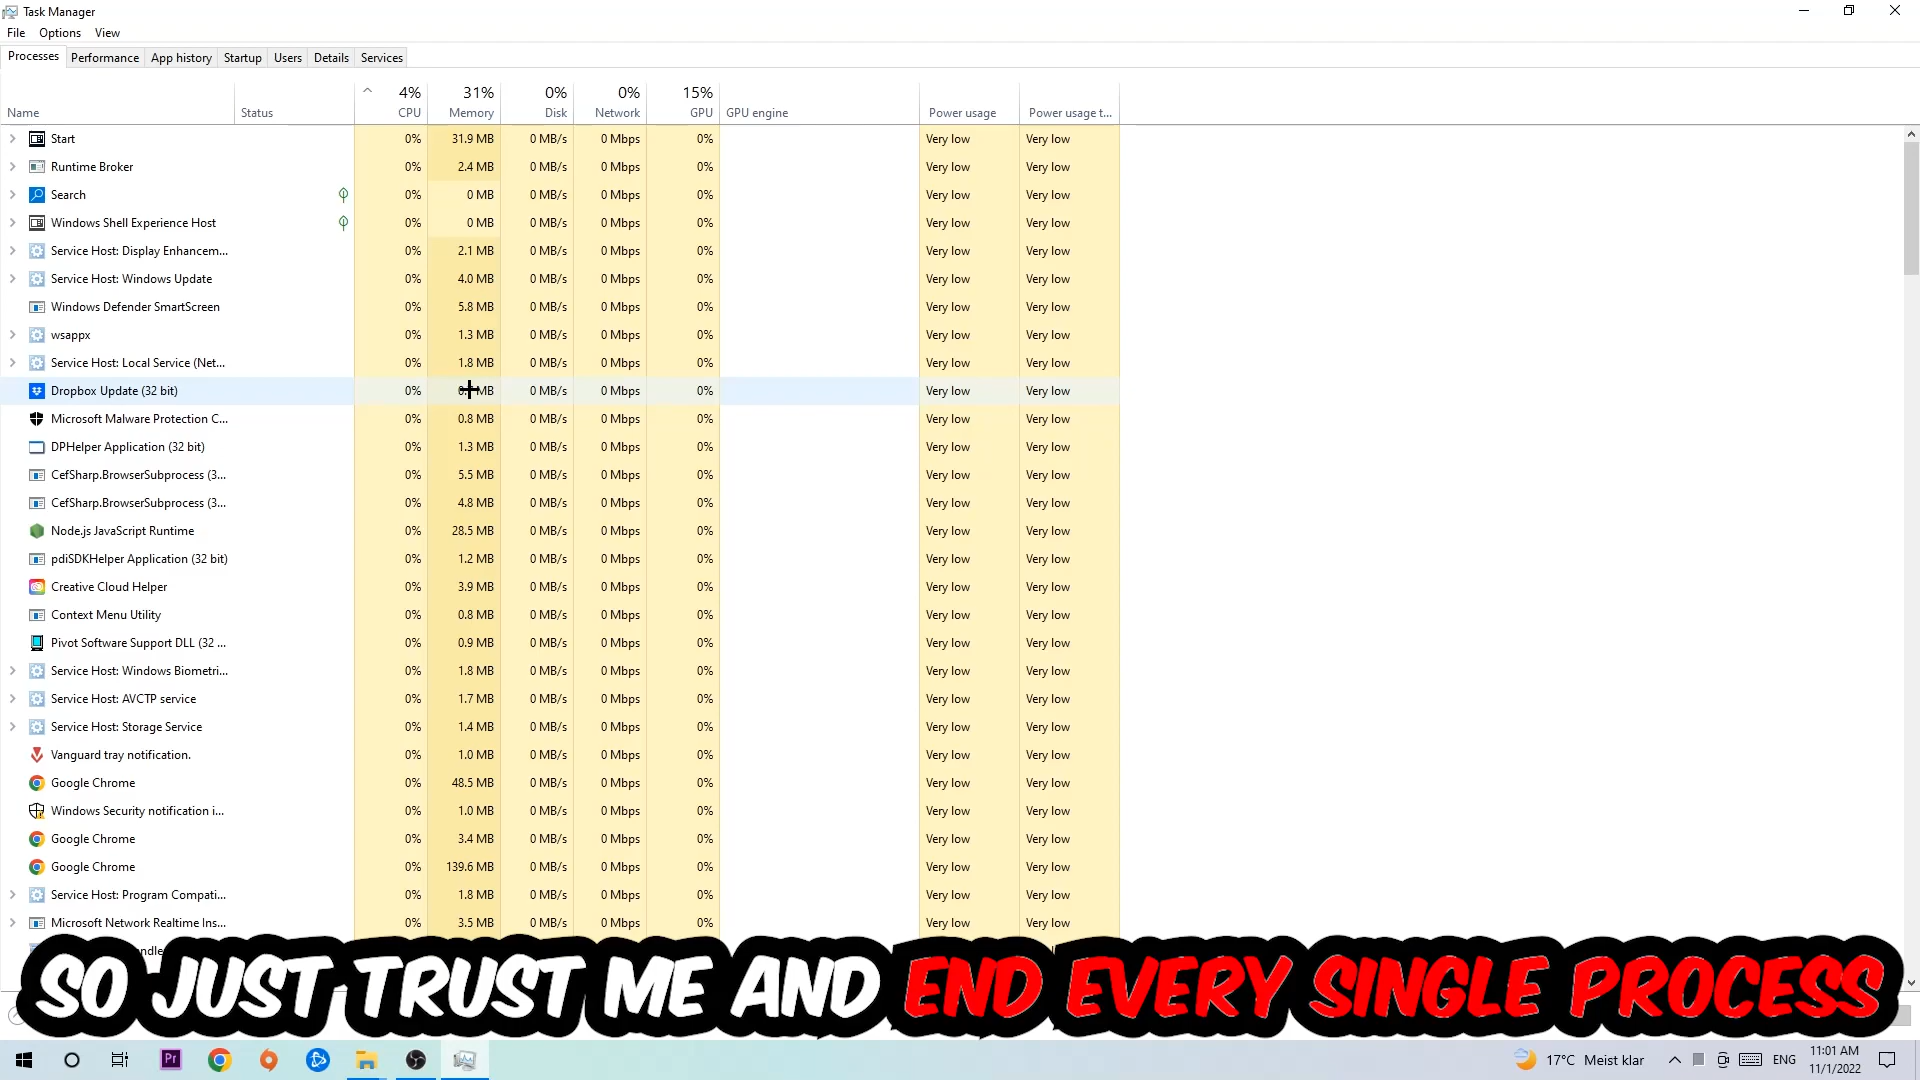 Task Manager
File Options View
Processes Performance App history Startup Users Details Services
4% 31% 0% 0% 15%
Name Status CPU Memory Disk Network GPU GPU engine Power usage Power usage t...
Start 0% 31.9 MB 0 MB/s 0 Mbps 0% Very low Very low
Runtime Broker 0% 2.4 MB 0 MB/s 0 Mbps 0% Very low Very low
Search 0% 0 MB 0 MB/s 0 Mbps 0% Very low Very low
Windows Shell Experience Host 0% 0 MB 0 MB/s 0 Mbps 0% Very low Very low
Service Host: Display Enhancem... 0% 2.1 MB 0 MB/s 0 Mbps 0% Very low Very low
Service Host: Windows Update 0% 4.0 MB 0 MB/s 0 Mbps 0% Very low Very low
Windows Defender SmartScreen 0% 5.8 MB 0 MB/s 0 Mbps 0% Very low Very low
wsappx 0% 1.3 MB 0 MB/s 0 Mbps 0% Very low Very low
Service Host: Local Service (Net... 0% 1.8 MB 0 MB/s 0 Mbps 0% Very low Very low
Dropbox Update (32 bit) 0% MB 0 MB/s 0 Mbps 0% Very low Very low
Microsoft Malware Protection C... 0% 0.8 MB 0 MB/s 0 Mbps 0% Very low Very low
DPHelper Application (32 bit) 0% 1.3 MB 0 MB/s 0 Mbps 0% Very low Very low
CefSharp.BrowserSubprocess (3... 0% 5.5 MB 0 MB/s 0 Mbps 0% Very low Very low
CefSharp.BrowserSubprocess (3... 0% 4.8 MB 0 MB/s 0 Mbps 0% Very low Very low
Node.js JavaScript Runtime 0% 28.5 MB 0 MB/s 0 Mbps 0% Very low Very low
pdiSDKHelper Application (32 bit) 0% 1.2 MB 0 MB/s 0 Mbps 0% Very low Very low
Creative Cloud Helper 0% 3.9 MB 0 MB/s 0 Mbps 0% Very low Very low
Context Menu Utility 0% 0.8 MB 0 MB/s 0 Mbps 0% Very low Very low
Pivot Software Support DLL (32 ... 0% 0.9 MB 0 MB/s 0 Mbps 0% Very low Very low
Service Host: Windows Biometri... 0% 1.8 MB 0 MB/s 0 Mbps 0% Very low Very low
Service Host: AVCTP service 0% 1.7 MB 0 MB/s 0 Mbps 0% Very low Very low
Service Host: Storage Service 0% 1.4 MB 0 MB/s 0 Mbps 0% Very low Very low
Vanguard tray notification. 0% 1.0 MB 0 MB/s 0 Mbps 0% Very low Very low
Google Chrome 0% 48.5 MB 0 MB/s 0 Mbps 0% Very low Very low
Windows Security notification i... 0% 1.0 MB 0 MB/s 0 Mbps 0% Very low Very low
Google Chrome 0% 3.4 MB 0 MB/s 0 Mbps 0% Very low Very low
Google Chrome 0% 139.6 MB 0 MB/s 0 Mbps 0% Very low Very low
Service Host: Program Compati... 0% 1.8 MB 0 MB/s 0 Mbps 0% Very low Very low
Microsoft Network Realtime Ins... 0% 3.5 MB 0 MB/s 0 Mbps 0% Very low Very low
SO JUST TRUST ME AND END EVERY SINGLE PROCESS
Pr 17°C Meist klar ENG 11:01 AM
11/1/2022